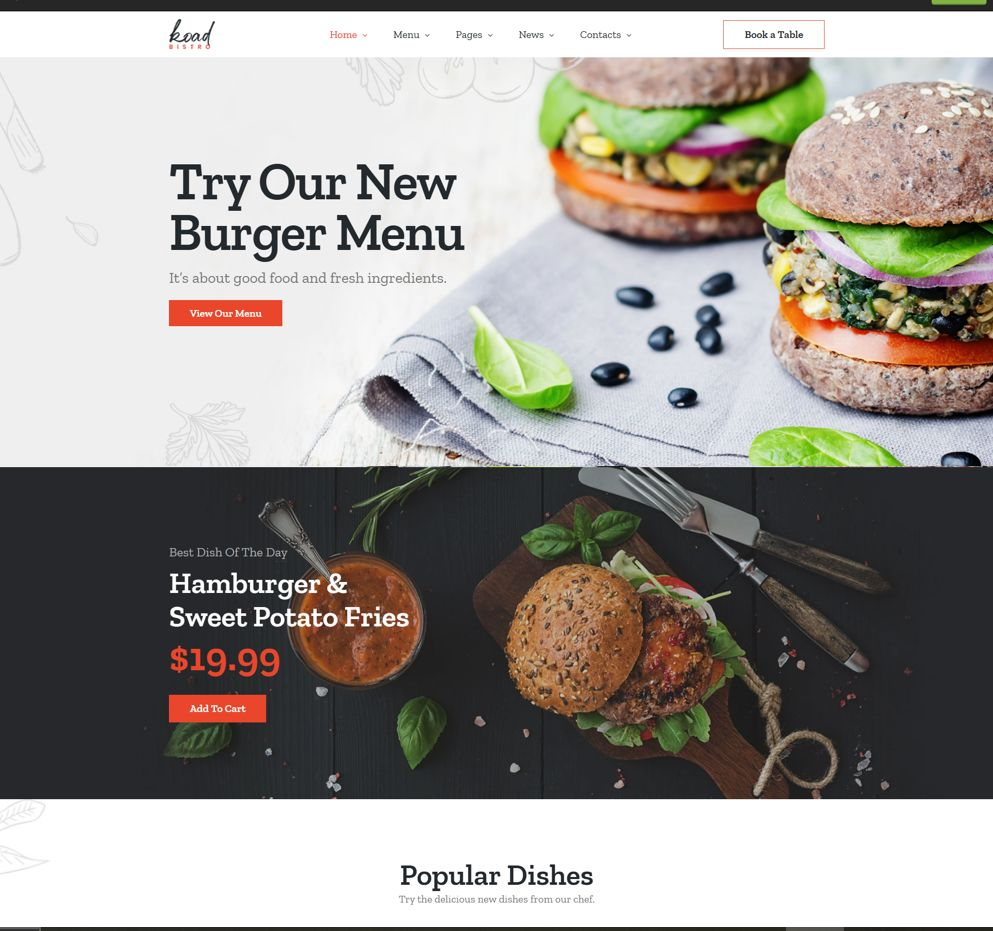 koad
BISTRO
Home
Menu
Pages
News
Contacts
Book a Table
Try Our New
Burger Menu
It's about good food and fresh ingredients.
View Our Menu
Best Dish Of The Day
Hamburger &
Sweet Potato Fries
$19.99
Add To Cart
Popular Dishes
Try the delicious new dishes from our chef.